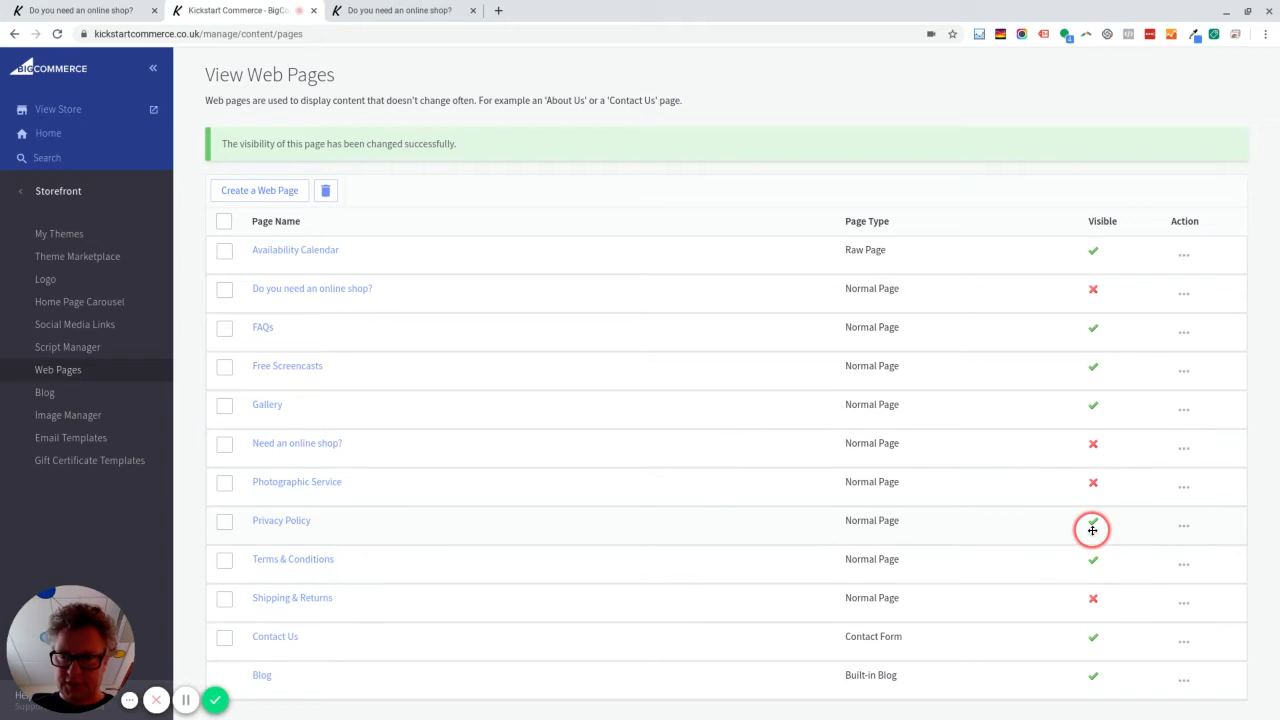 Do you need an online shop?
Kickstart Commerce - BigCo
Do you need an online shop?
kickstartcommerce.co.uk/manage/content/pages
BIGCOMMERCE
View Store
Home
Search
Storefront
My Themes
Theme Marketplace
Logo
Home Page Carousel
Social Media Links
Script Manager
Web Pages
Blog
Image Manager
Email Templates
Gift Certificate Templates
View Web Pages
Web pages are used to display content that doesn't change often. For example an 'About Us' or a 'Contact Us' page.
The visibility of this page has been changed successfully.
Create a Web Page
Page Name Page Type Visible Action
Availability Calendar Raw Page
Do you need an online shop? Normal Page
FAQs Normal Page
Free Screencasts Normal Page
Gallery Normal Page
Need an online shop? Normal Page
Photographic Service Normal Page
Privacy Policy Normal Page
Terms & Conditions Normal Page
Shipping & Returns Normal Page
Contact Us Contact Form
Blog Built-in Blog